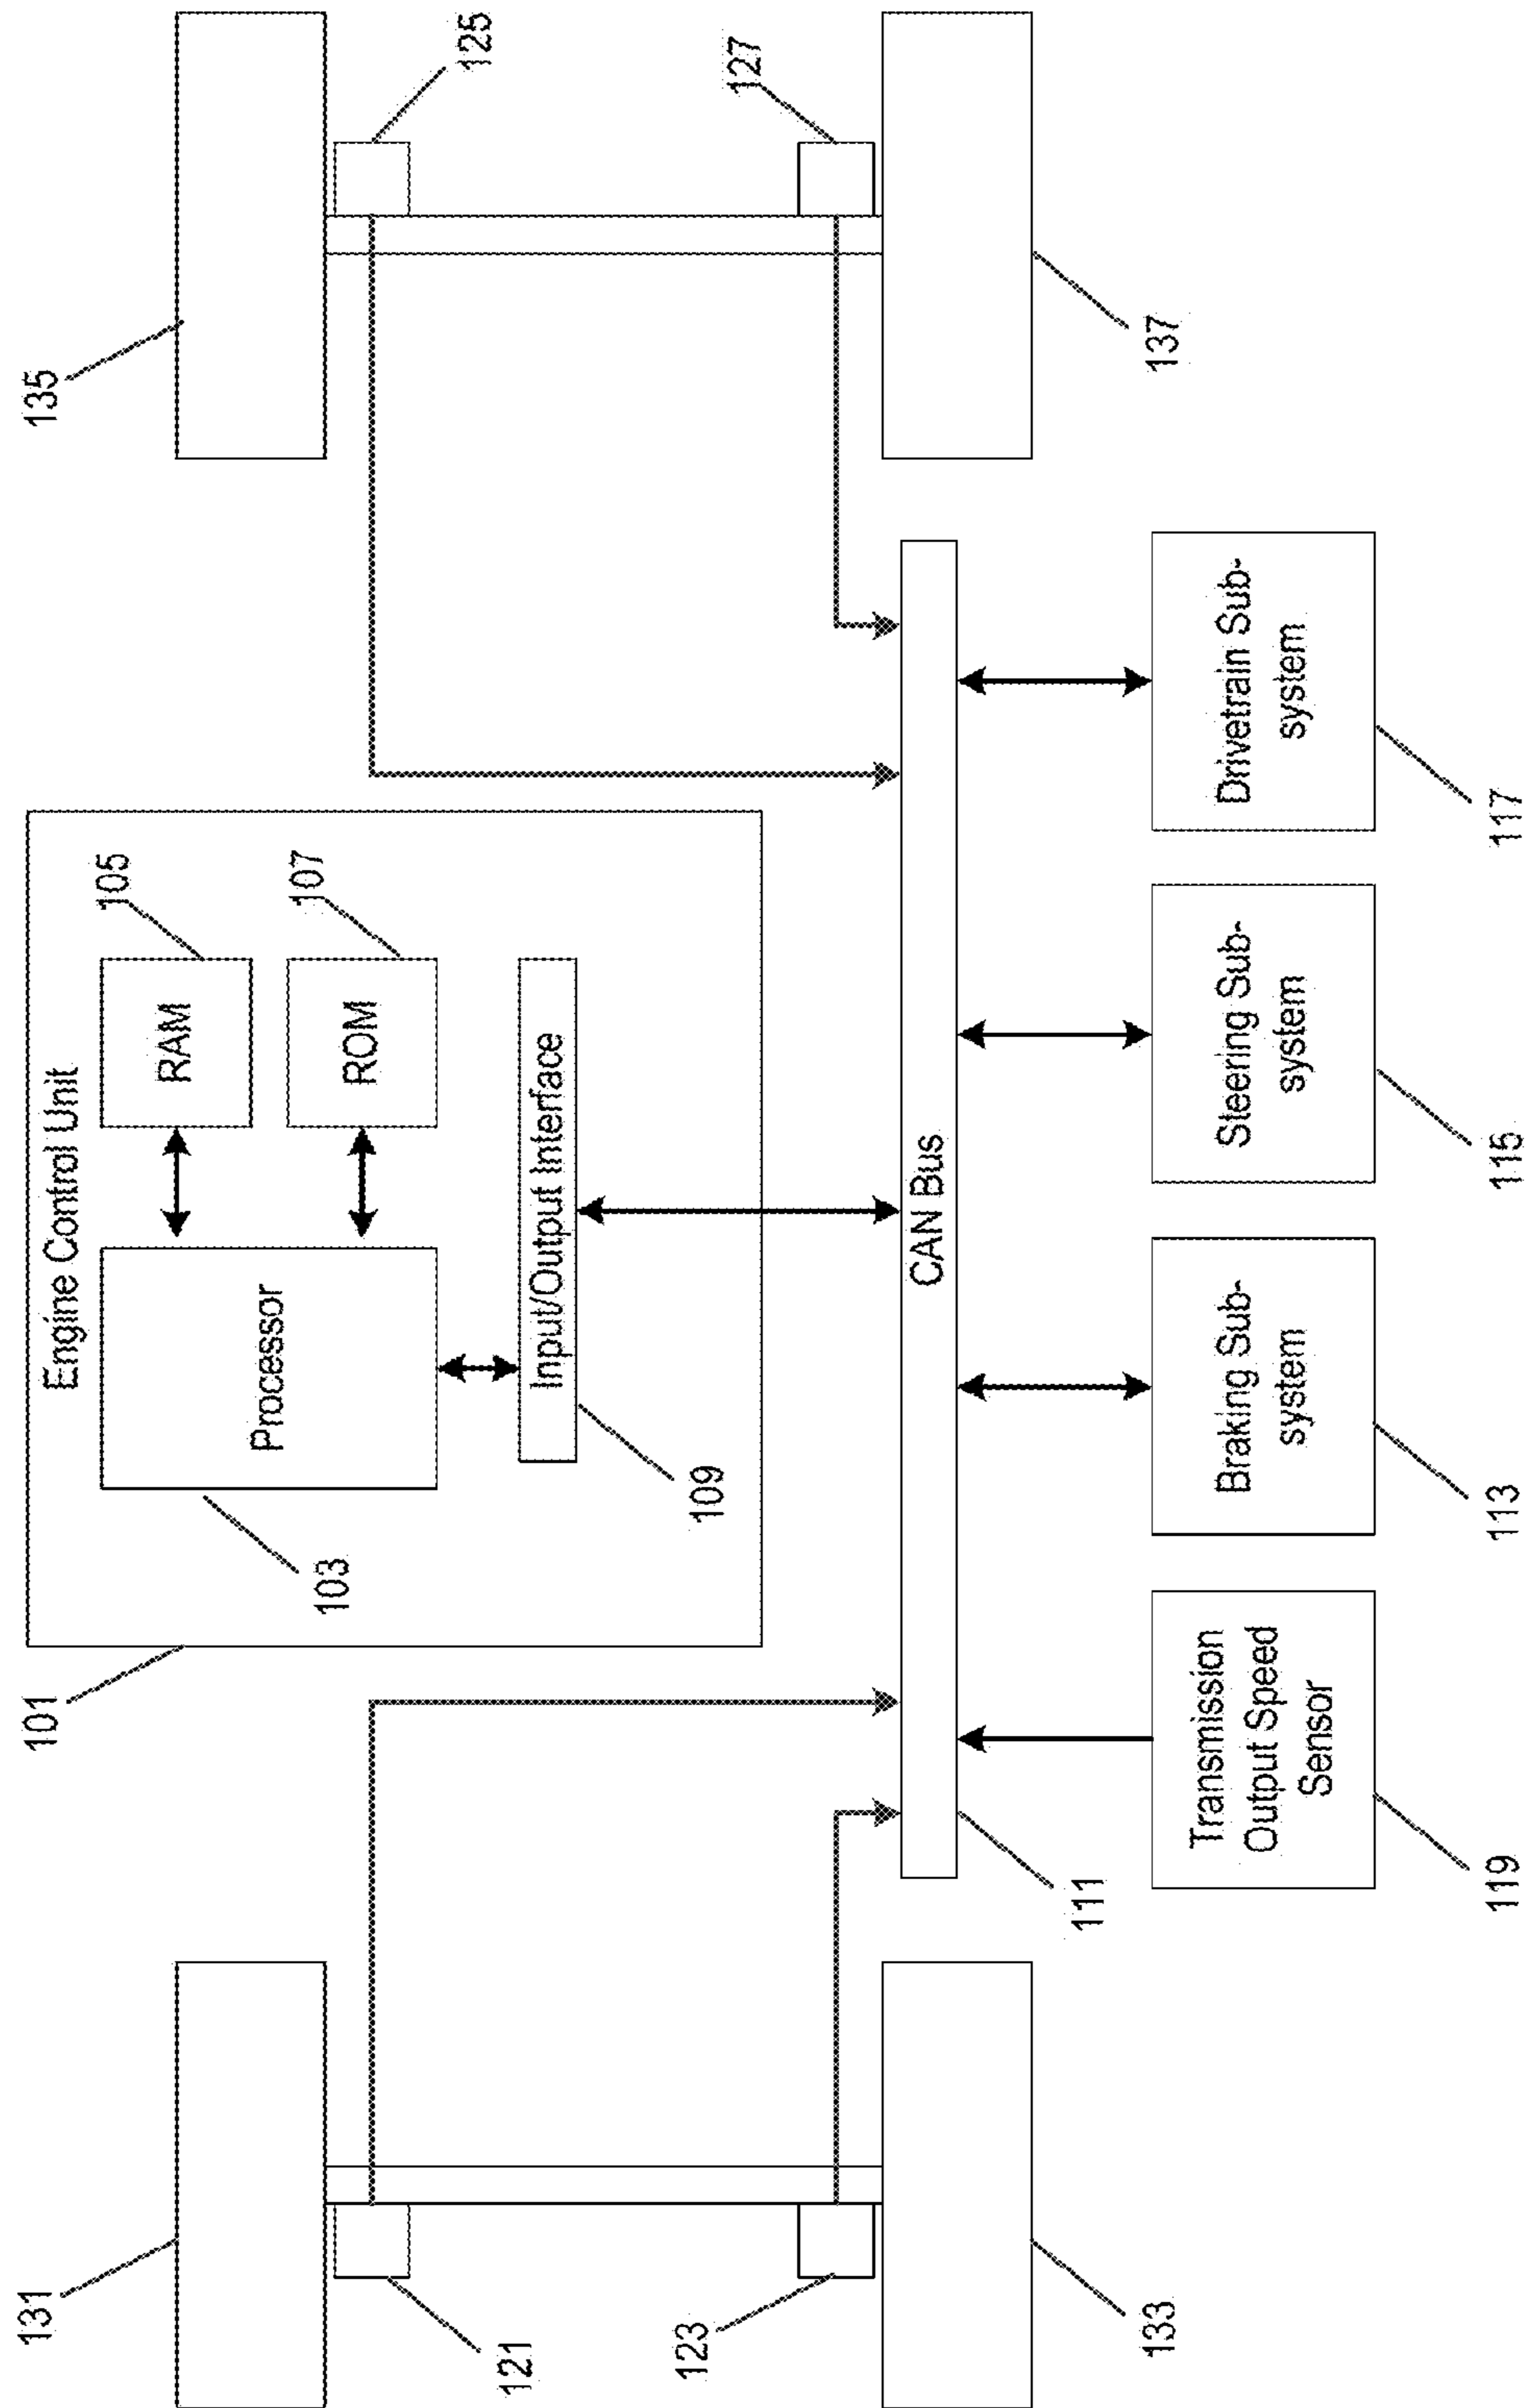 131
135
101
Engine Control Unit
125
121
103
Processor
RAM
105
ROM
107
109
Input/Output Interface
123
127
CAN Bus
111
133
137
Transmission
Output Speed
Sensor
Braking Sub-
system
Steering Sub-
system
Drivetrain Sub-
system
119
113
115
117